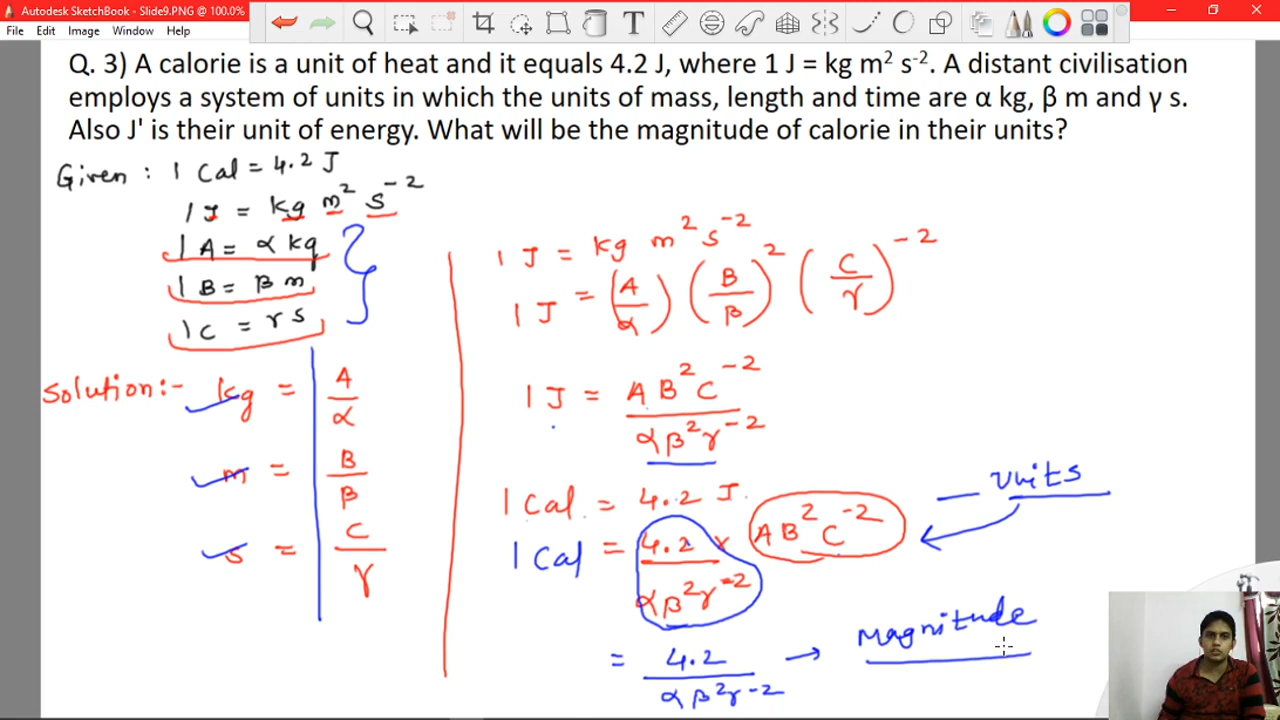 Autodesk SketchBook - Slide9.PNG @ 100.0%
File Edit Image Window Help
Q. 3) A calorie is a unit of heat and it equals 4.2 J, where 1 J = kg m² s⁻². A distant civilisation
employs a system of units in which the units of mass, length and time are α kg, β m and γ s.
Also J' is their unit of energy. What will be the magnitude of calorie in their units?
Given : 1 Cal = 4.2 J
1 J = kg m² s⁻²
1 A = α kg
1 B = β m
1 C = γ s
Solution:- kg = A/α
m = B/β
s = C/γ
1 J = kg m² s⁻²
1 J = (A/α) (B/β)² (C/γ)⁻²
1 J = AB²C⁻²/αβ²γ⁻²
1 Cal = 4.2 J
1 Cal = 4.2/αβ²γ⁻² × AB²C⁻² — units
= 4.2/αβ²γ⁻² → Magnitude